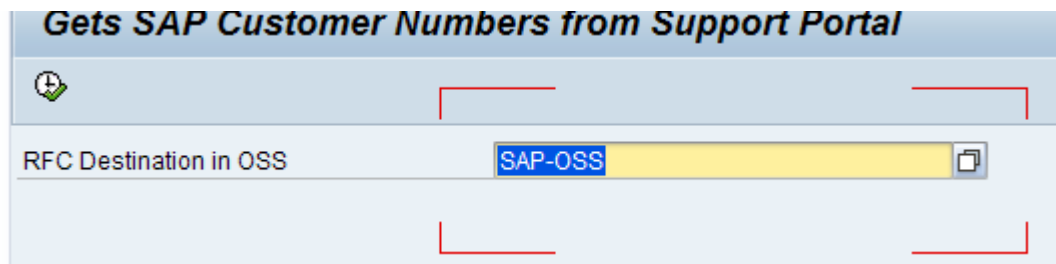 Gets SAP Customer Numbers from Support Portal
RFC Destination in OSS SAP-OSS